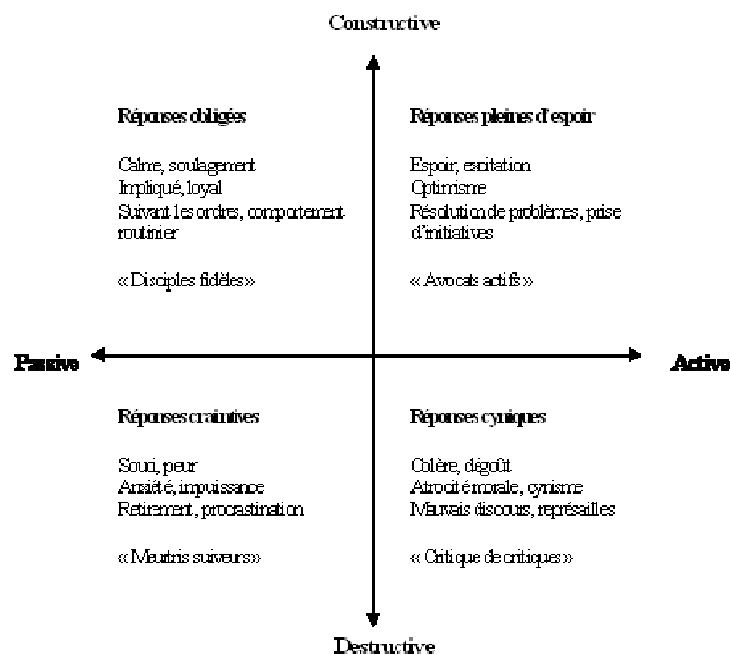 Constructive
Réponses obligées
Calme, soulagement
Impliqué, loyal
Suivant les ordres, comportement
routinier
« Disciples fidèles »
Réponses pleines d'espoir
Espoir, excitation
Optimisme
Résolution de problèmes, prise
d'initiatives
« Avocats actifs »
Passive
Active
Réponses craintives
Souci, peur
Anxiété, impuissance
Retirement, procrastination
« Meurtris suiveurs »
Réponses cyniques
Colère, dégoût
Atrocité morale, cynisme
Mauvais discours, représailles
« Critique de critiques »
Destructive